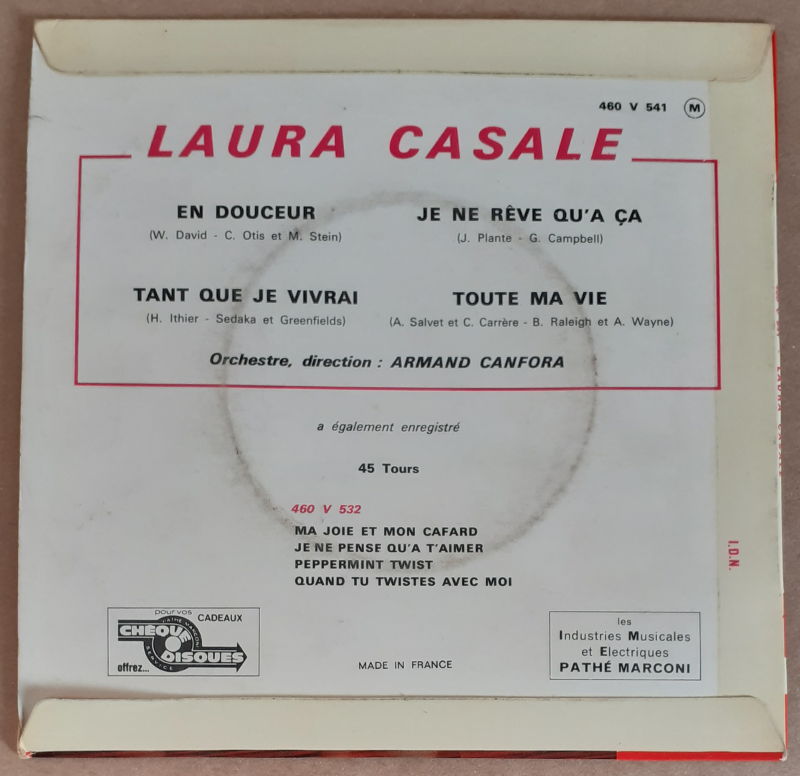 460 V 541 M
LAURA CASALE
EN DOUCEUR
(W. David - C. Otis et M. Stein)
JE NE RÊVE QU'A ÇA
(J. Plante - G. Campbell)
TANT QUE JE VIVRAI
(H. Ithier - Sedaka et Greenfields)
TOUTE MA VIE
(A. Salvet et C. Carrère - B. Raleigh et A. Wayne)
Orchestre, direction : ARMAND CANFORA
a également enregistré
45 Tours
460 V 532
MA JOIE ET MON CAFARD
JE NE PENSE QU'A T'AIMER
PEPPERMINT TWIST
QUAND TU TWISTES AVEC MOI
I.D.N.
pour vos CADEAUX
PATHE MARCONI
CHEQUE
DISQUES
SERVICE
offrez...
MADE IN FRANCE
les
Industries Musicales
et Electriques
PATHÉ MARCONI